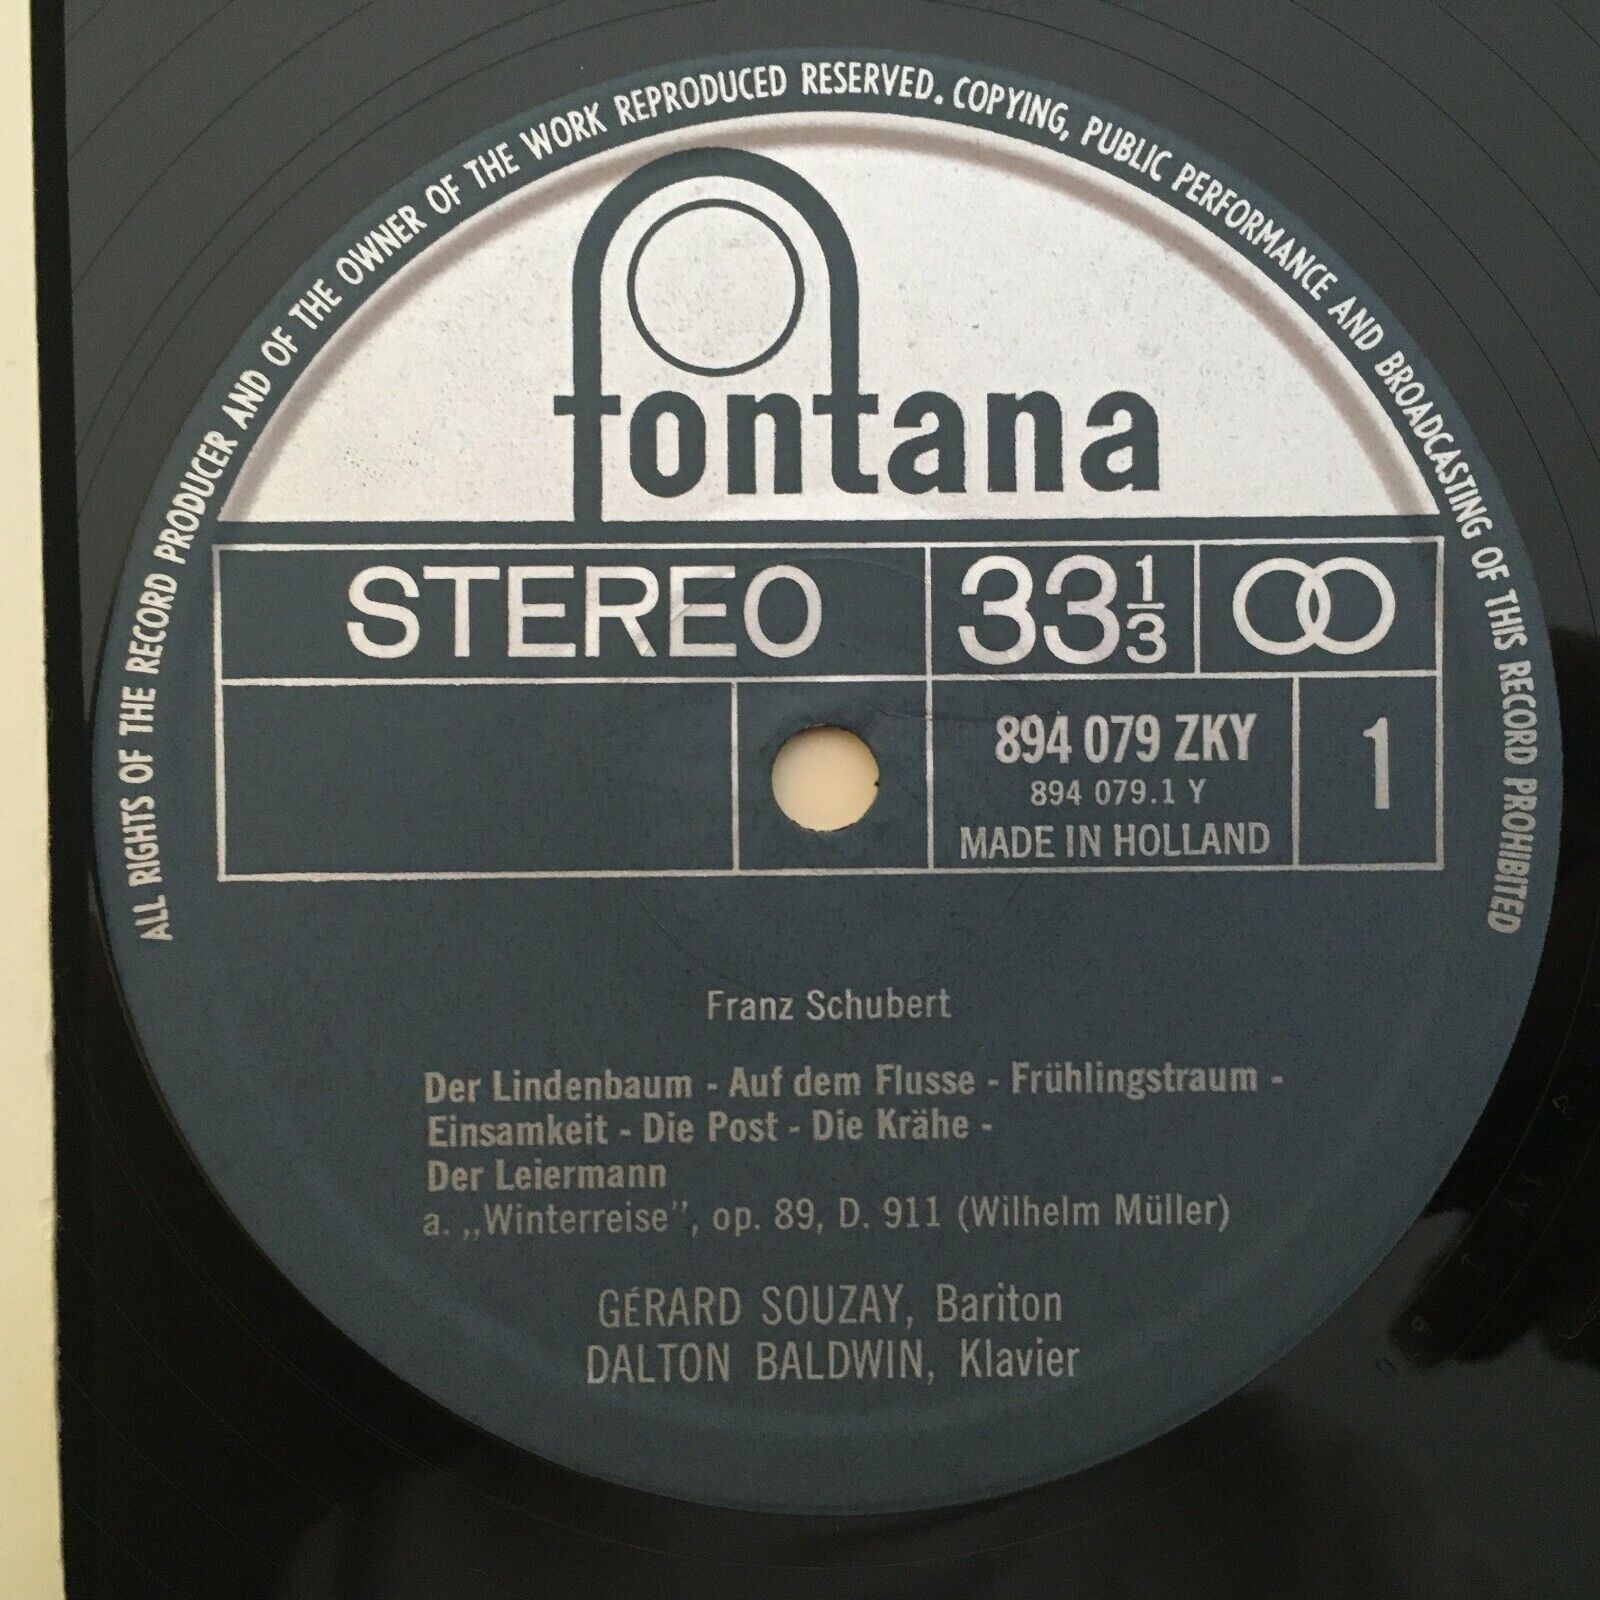 ALL RIGHTS OF THE RECORD PRODUCER AND OF THE OWNER OF THE WORK REPRODUCED RESERVED. COPYING, PUBLIC PERFORMANCE AND BROADCASTING OF THIS RECORD PROHIBITED
fontana
STEREO
33 1/3
894 079 ZKY
894 079.1 Y
MADE IN HOLLAND
1
Franz Schubert
Der Lindenbaum - Auf dem Flusse - Frühlingstraum -
Einsamkeit - Die Post - Die Krähe -
Der Leiermann
a. „Winterreise", op. 89, D. 911 (Wilhelm Müller)
GÉRARD SOUZAY, Bariton
DALTON BALDWIN, Klavier